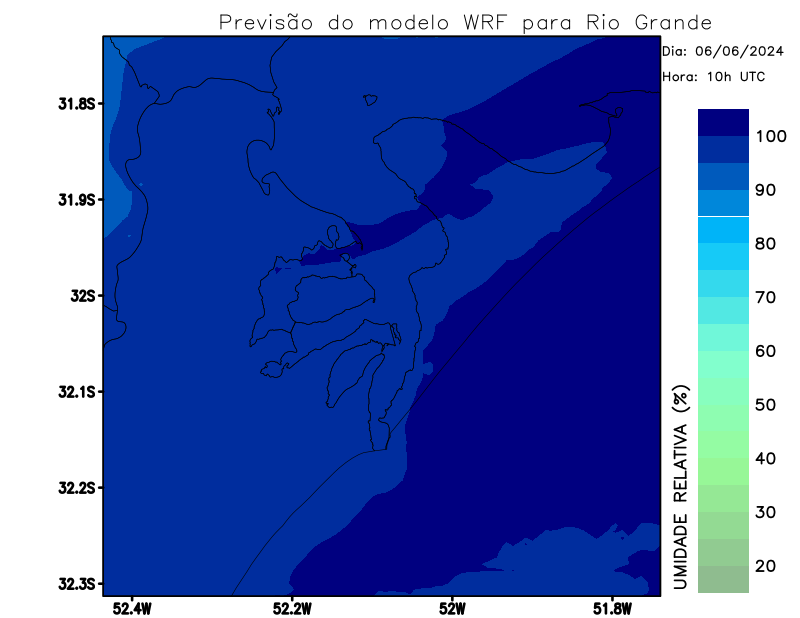 Previsão do modelo WRF para Rio Grande
Dia: 06/06/2024
Hora: 10h UTC
31.8S
31.9S
32S
32.1S
32.2S
32.3S
52.4W
52.2W
52W
51.8W
100
90
80
70
60
50
40
30
20
UMIDADE RELATIVA (%)